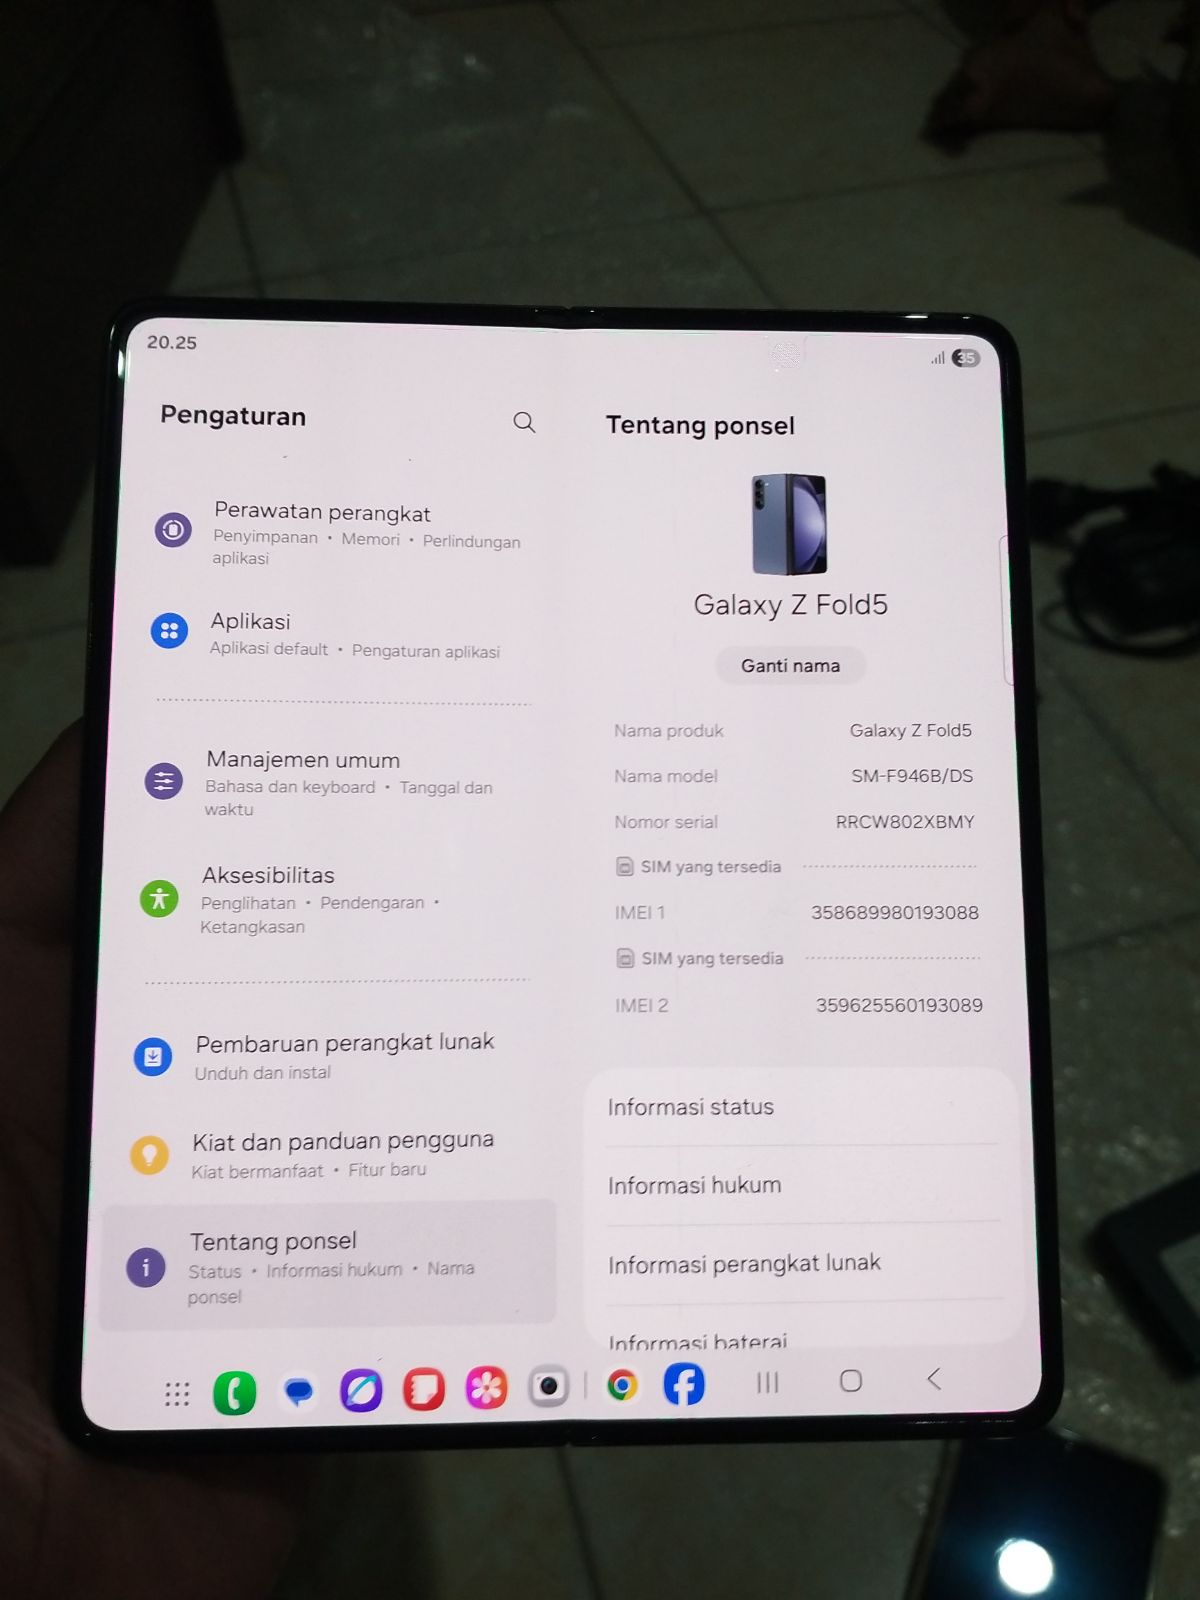 20.25
35
Pengaturan
Perawatan perangkat
Penyimpanan • Memori • Perlindungan
aplikasi
Aplikasi
Aplikasi default • Pengaturan aplikasi
Manajemen umum
Bahasa dan keyboard • Tanggal dan
waktu
Aksesibilitas
Penglihatan • Pendengaran •
Ketangkasan
Pembaruan perangkat lunak
Unduh dan instal
Kiat dan panduan pengguna
Kiat bermanfaat • Fitur baru
Tentang ponsel
Status • Informasi hukum • Nama
ponsel
Tentang ponsel
Galaxy Z Fold5
Ganti nama
Nama produk Galaxy Z Fold5
Nama model SM-F946B/DS
Nomor serial RRCW802XBMY
SIM yang tersedia
IMEI 1 358689980193088
SIM yang tersedia
IMEI 2 359625560193089
Informasi status
Informasi hukum
Informasi perangkat lunak
Informasi baterai